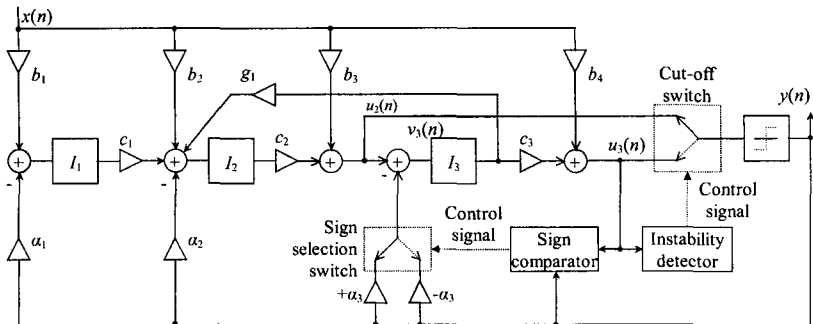 x(n)
b₁
b₂
b₃
b₄
g₁
Cut-off
switch
y(n)
u₂(n)
v₃(n)
c₁
c₂
c₃
u₃(n)
I₁
I₂
I₃
-
-
-
Control
signal
α₁
α₂
Sign
selection
switch
Control
signal
Sign
comparator
Instability
detector
+α₃
-α₃